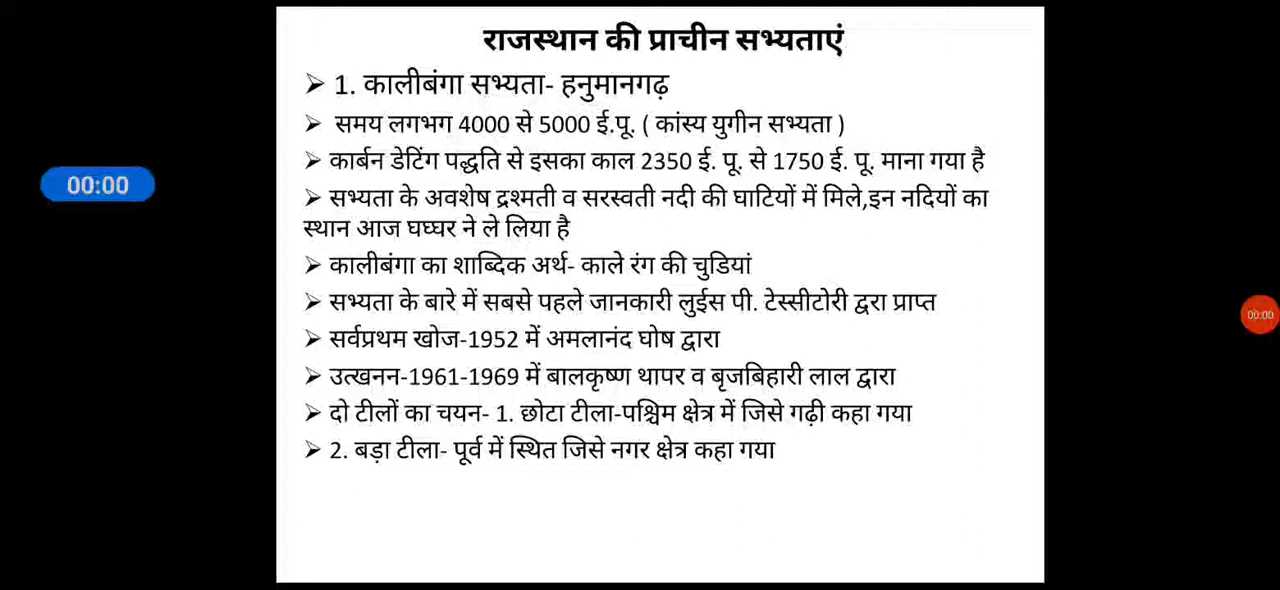 राजस्थान की प्राचीन सभ्यताएं
➢ 1. कालीबंगा सभ्यता- हनुमानगढ़
➢ समय लगभग 4000 से 5000 ई.पू. ( कांस्य युगीन सभ्यता )
➢ कार्बन डेटिंग पद्धति से इसका काल 2350 ई. पू. से 1750 ई. पू. माना गया है
00:00
➢ सभ्यता के अवशेष द्रश्मती व सरस्वती नदी की घाटियों में मिले,इन नदियों का
स्थान आज घग्घर ने ले लिया है
➢ कालीबंगा का शाब्दिक अर्थ- काले रंग की चुडियां
➢ सभ्यता के बारे में सबसे पहले जानकारी लुईस पी. टेस्सीटोरी द्वरा प्राप्त
00:00
➢ सर्वप्रथम खोज-1952 में अमलानंद घोष द्वारा
➢ उत्खनन-1961-1969 में बालकृष्ण थापर व बृजबिहारी लाल द्वारा
➢ दो टीलों का चयन- 1. छोटा टीला-पश्चिम क्षेत्र में जिसे गढ़ी कहा गया
➢ 2. बड़ा टीला- पूर्व में स्थित जिसे नगर क्षेत्र कहा गया